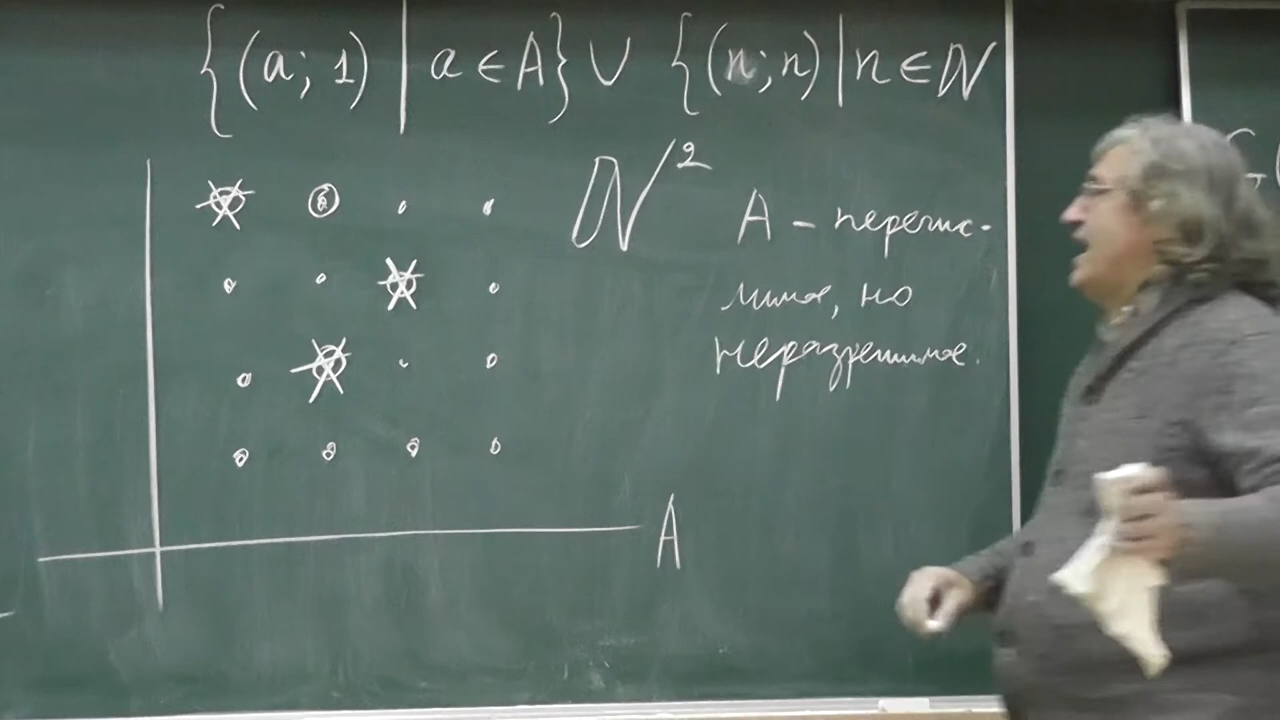 {(a; 1) | a ∈ A} ∪ {(n; n) | n ∈ ℕ
ℕ²
A – перечис-
лимое, но
неразрешимое.
A